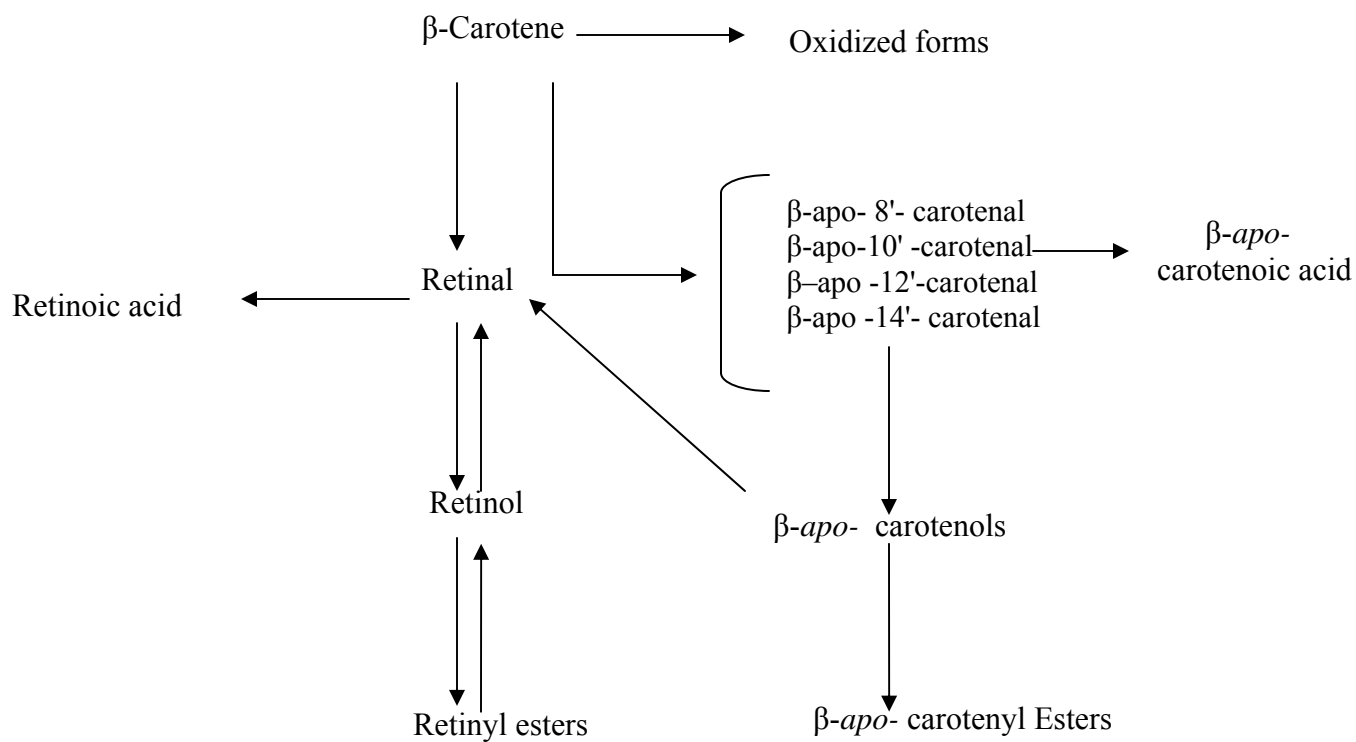 β-Carotene
Oxidized forms
β-apo- 8'- carotenal
β-apo-10' -carotenal
β–apo -12'-carotenal
β-apo -14'- carotenal
β-apo-
carotenoic acid
Retinal
Retinoic acid
Retinol
β-apo- carotenols
Retinyl esters
β-apo- carotenyl Esters